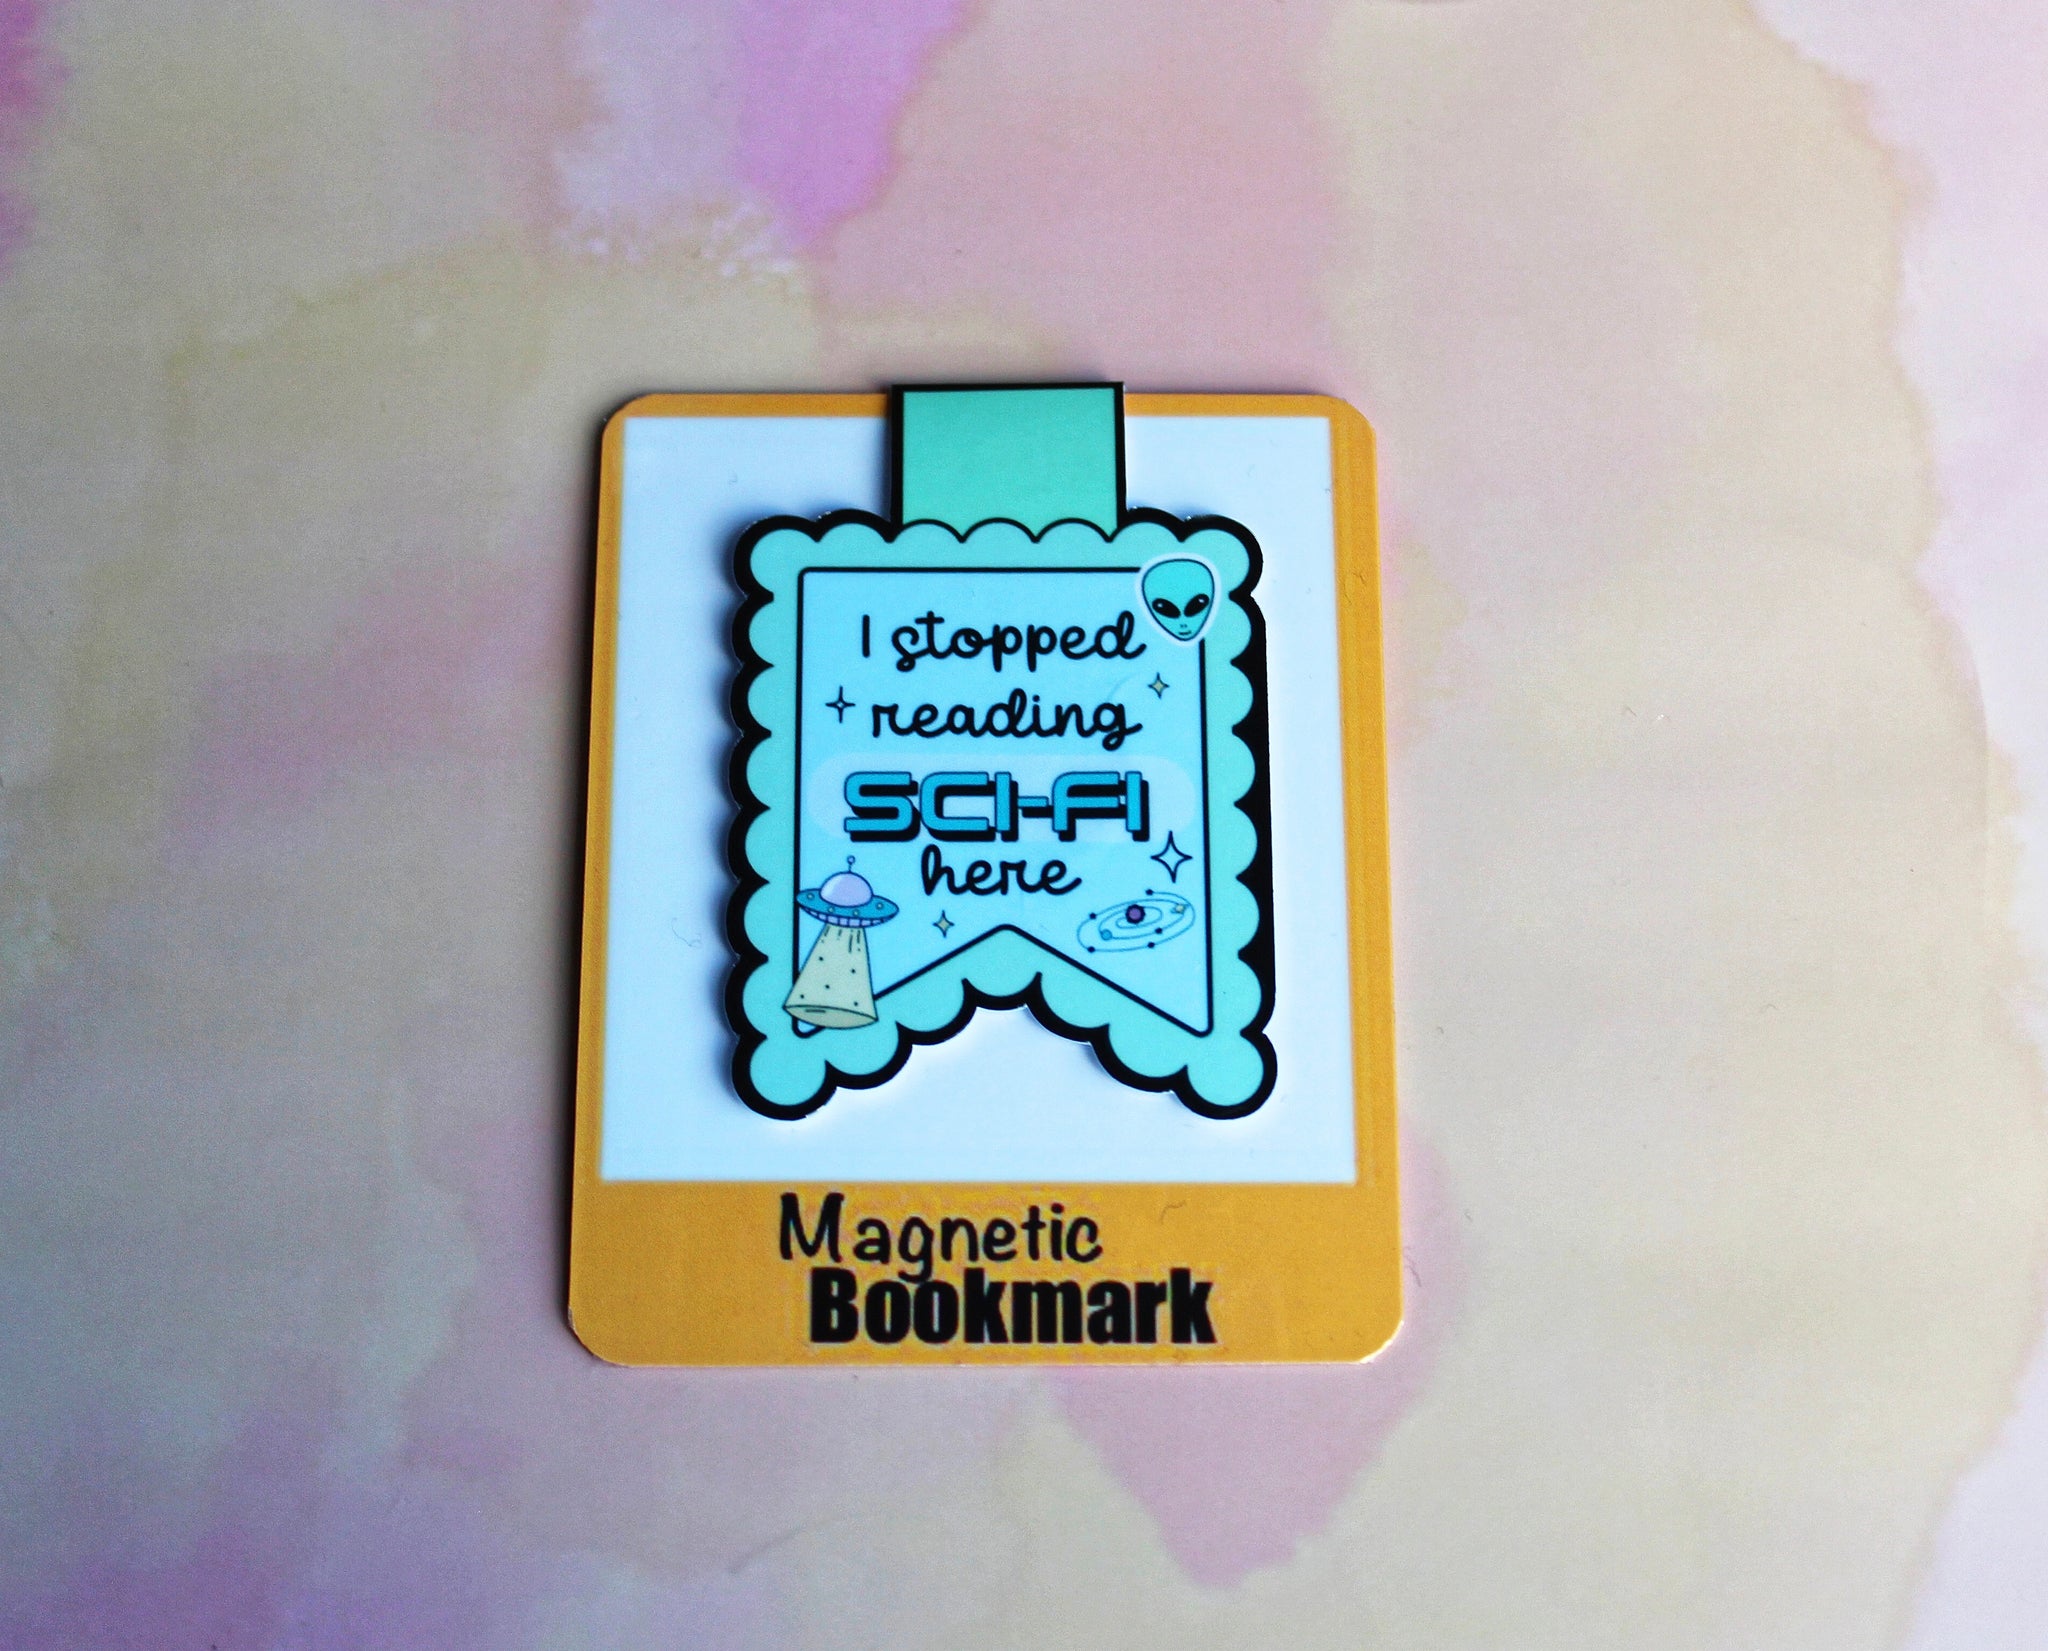 I stopped
reading
SCI-FI
here
Magnetic
Bookmark